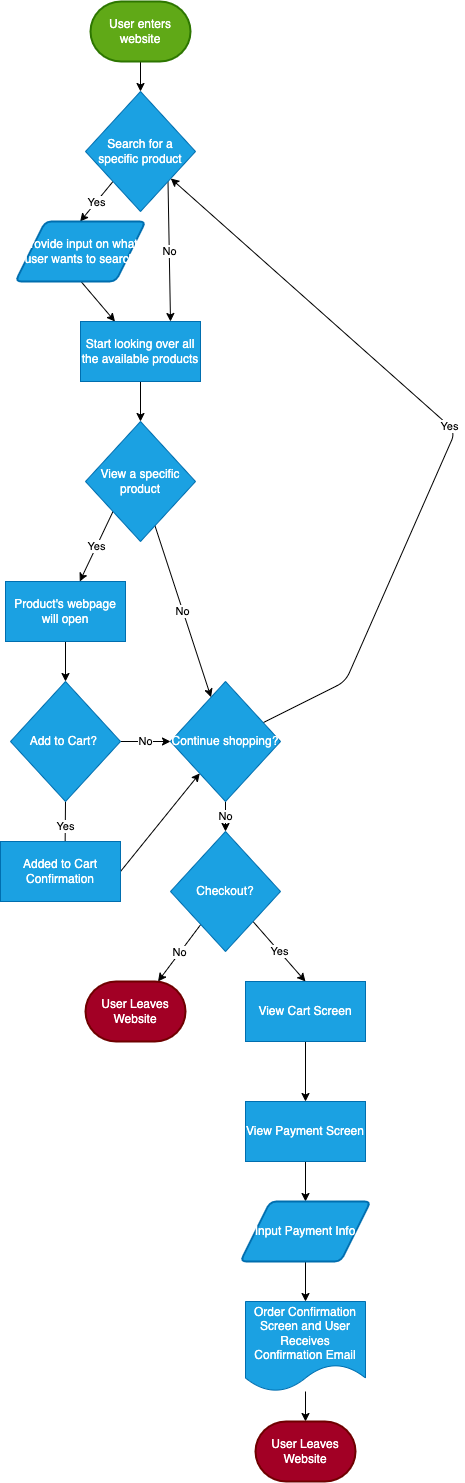 User enters
website
Search for a
specific product
Yes
No
rovide input on what
user wants to search
Start looking over all
the available products
Yes
View a specific
product
Yes
No
Product's webpage
will open
Add to Cart?
No
Continue shopping?
Yes
No
Added to Cart
Confirmation
Checkout?
No
Yes
User Leaves
Website
View Cart Screen
View Payment Screen
Input Payment Info
Order Confirmation
Screen and User
Receives
Confirmation Email
User Leaves
Website